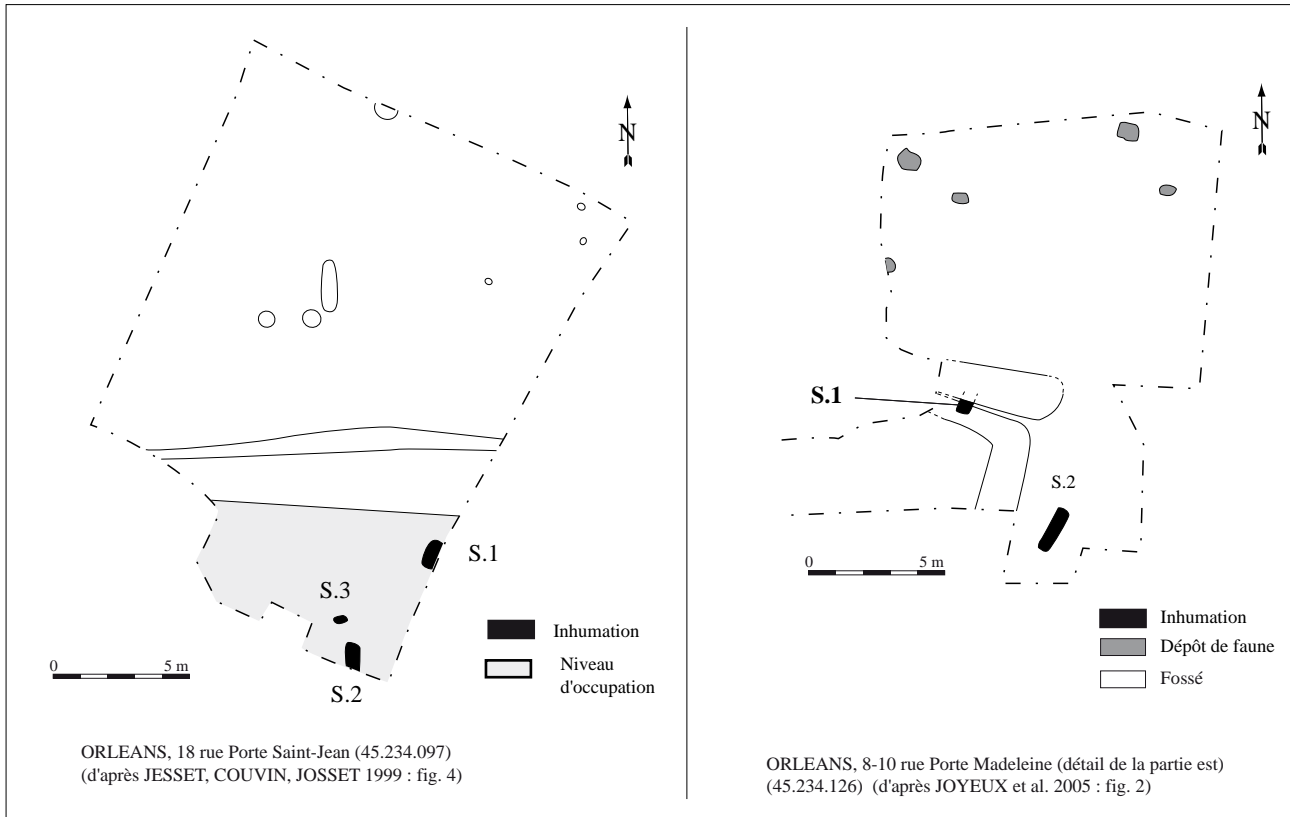 N
S.1
S.3
S.2
0 5 m
Inhumation
Niveau
d'occupation
ORLEANS, 18 rue Porte Saint-Jean (45.234.097)
(d'après JESSET, COUVIN, JOSSET 1999 : fig. 4)
N
S.1
S.2
0 5 m
Inhumation
Dépôt de faune
Fossé
ORLEANS, 8-10 rue Porte Madeleine (détail de la partie est)
(45.234.126) (d'après JOYEUX et al. 2005 : fig. 2)